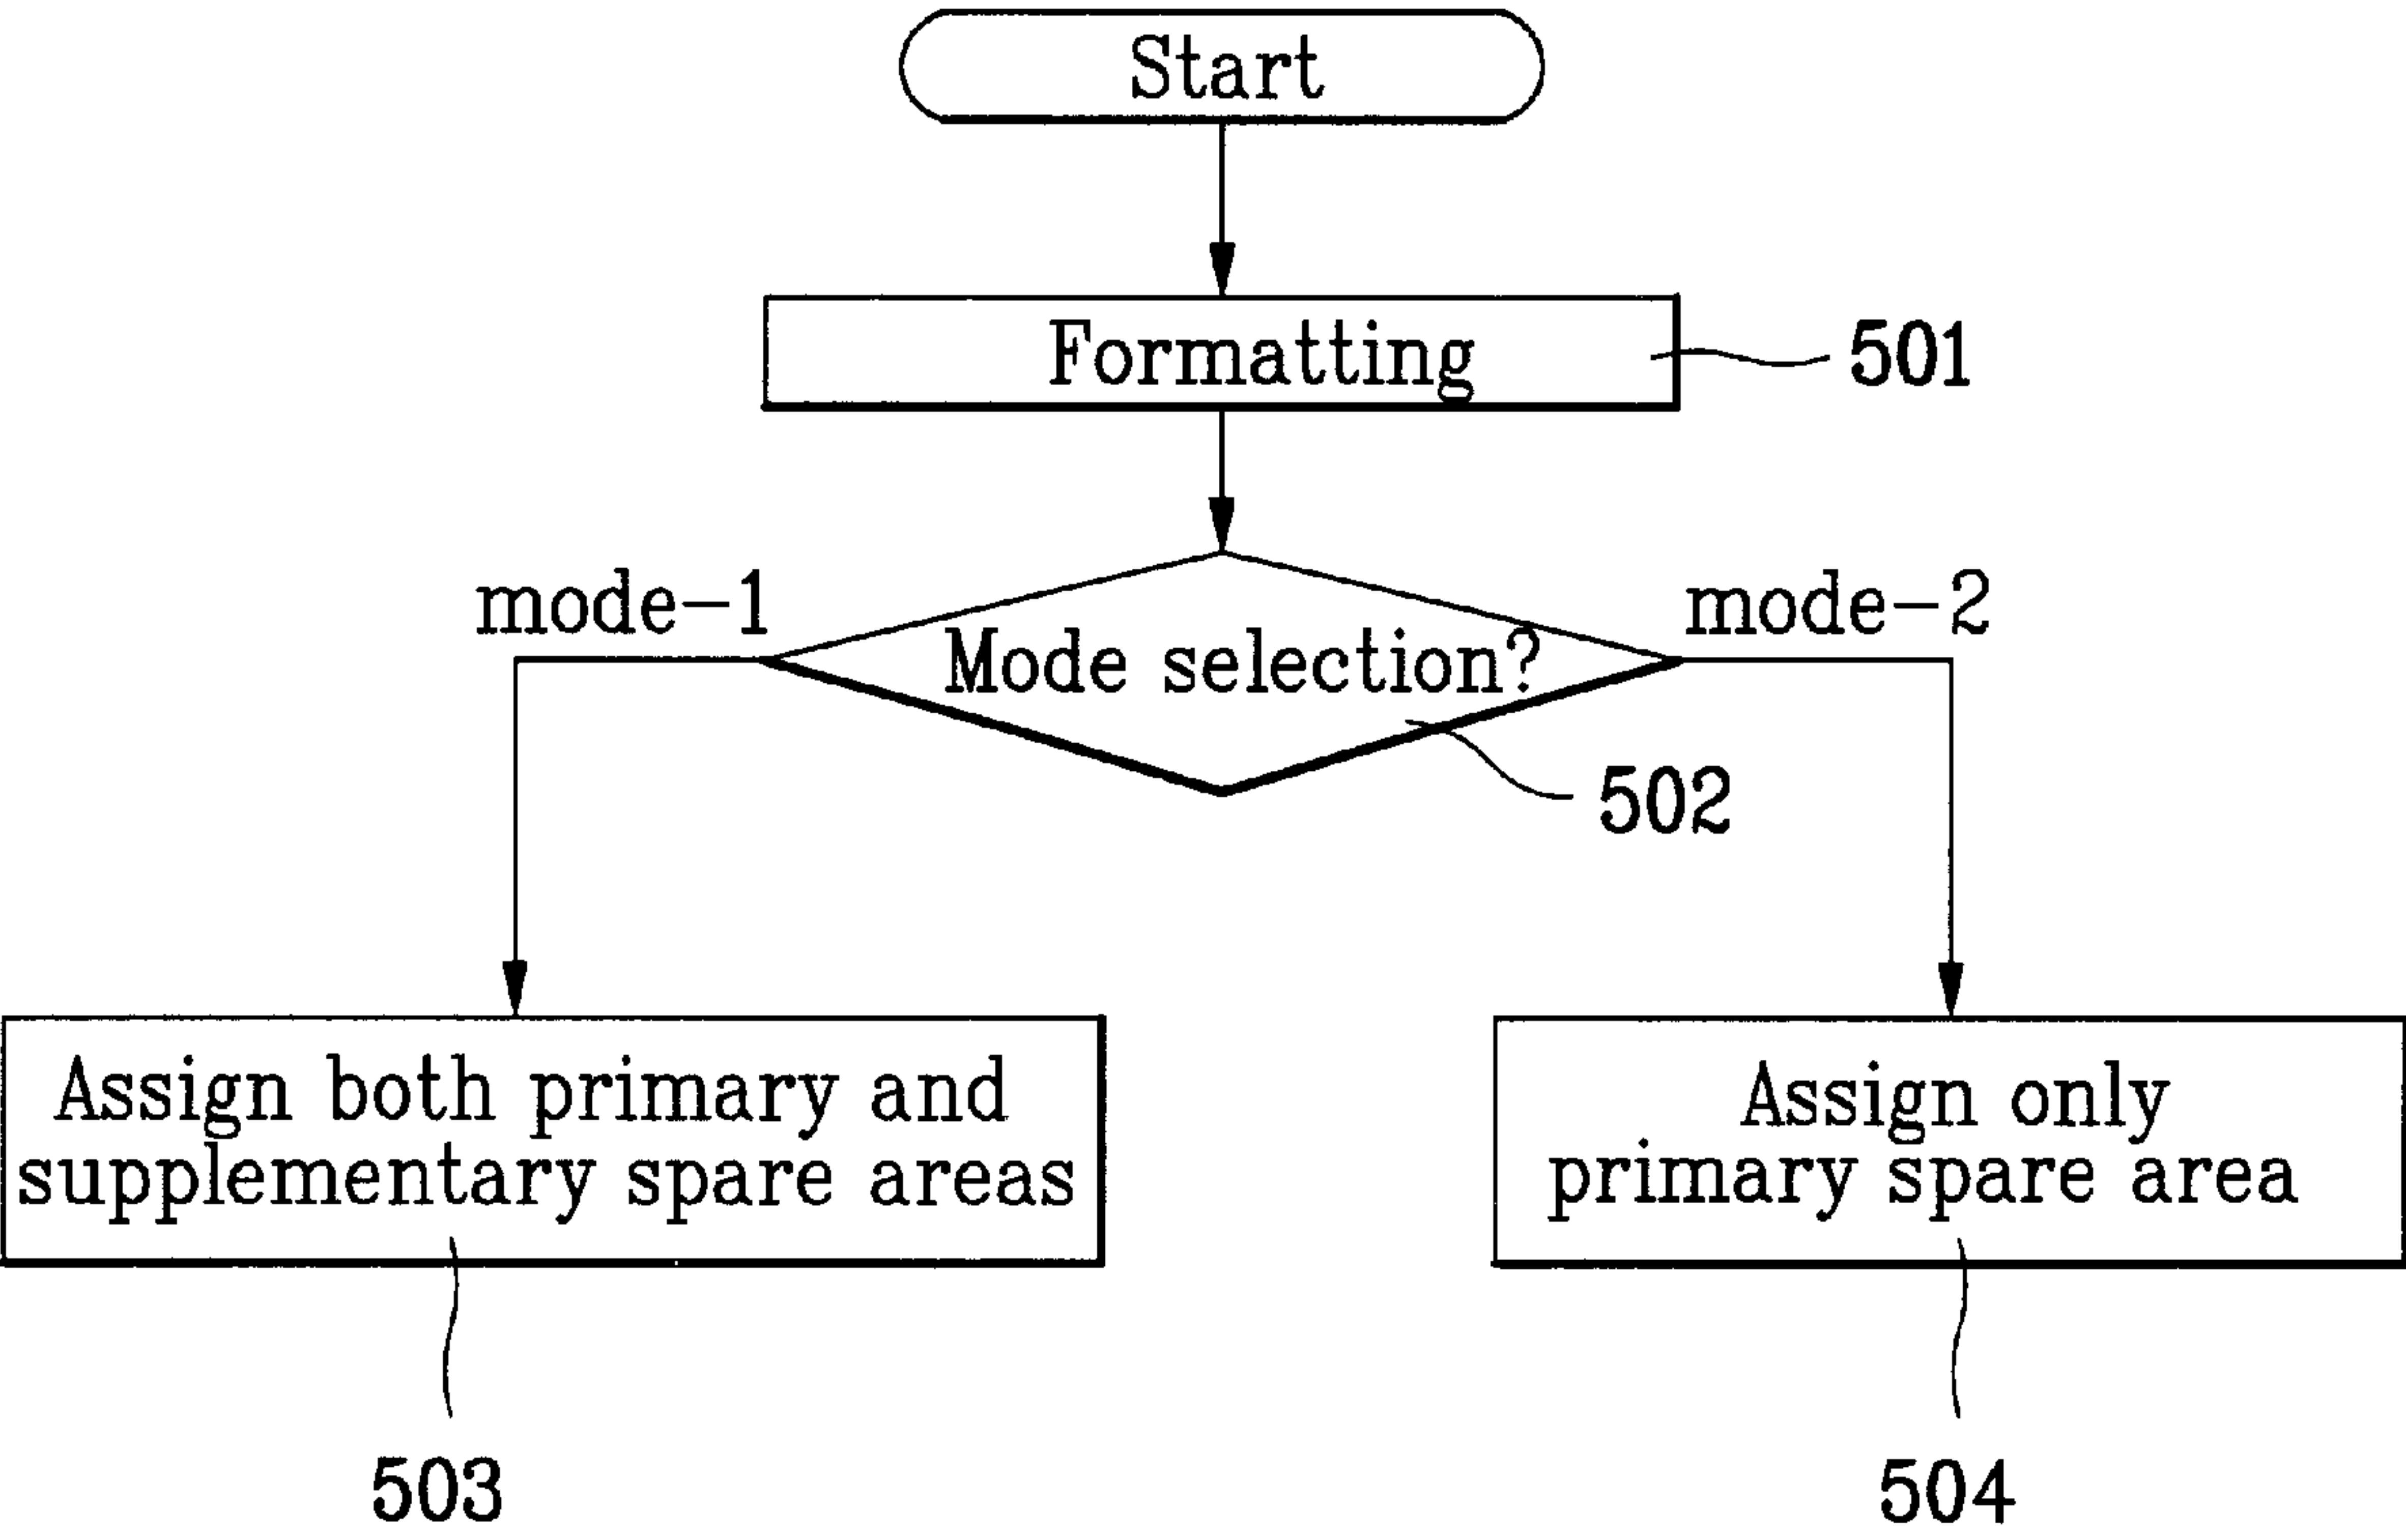 Start
Formatting
501
mode-1
Mode selection?
mode-2
502
Assign both primary and
supplementary spare areas
Assign only
primary spare area
503
504